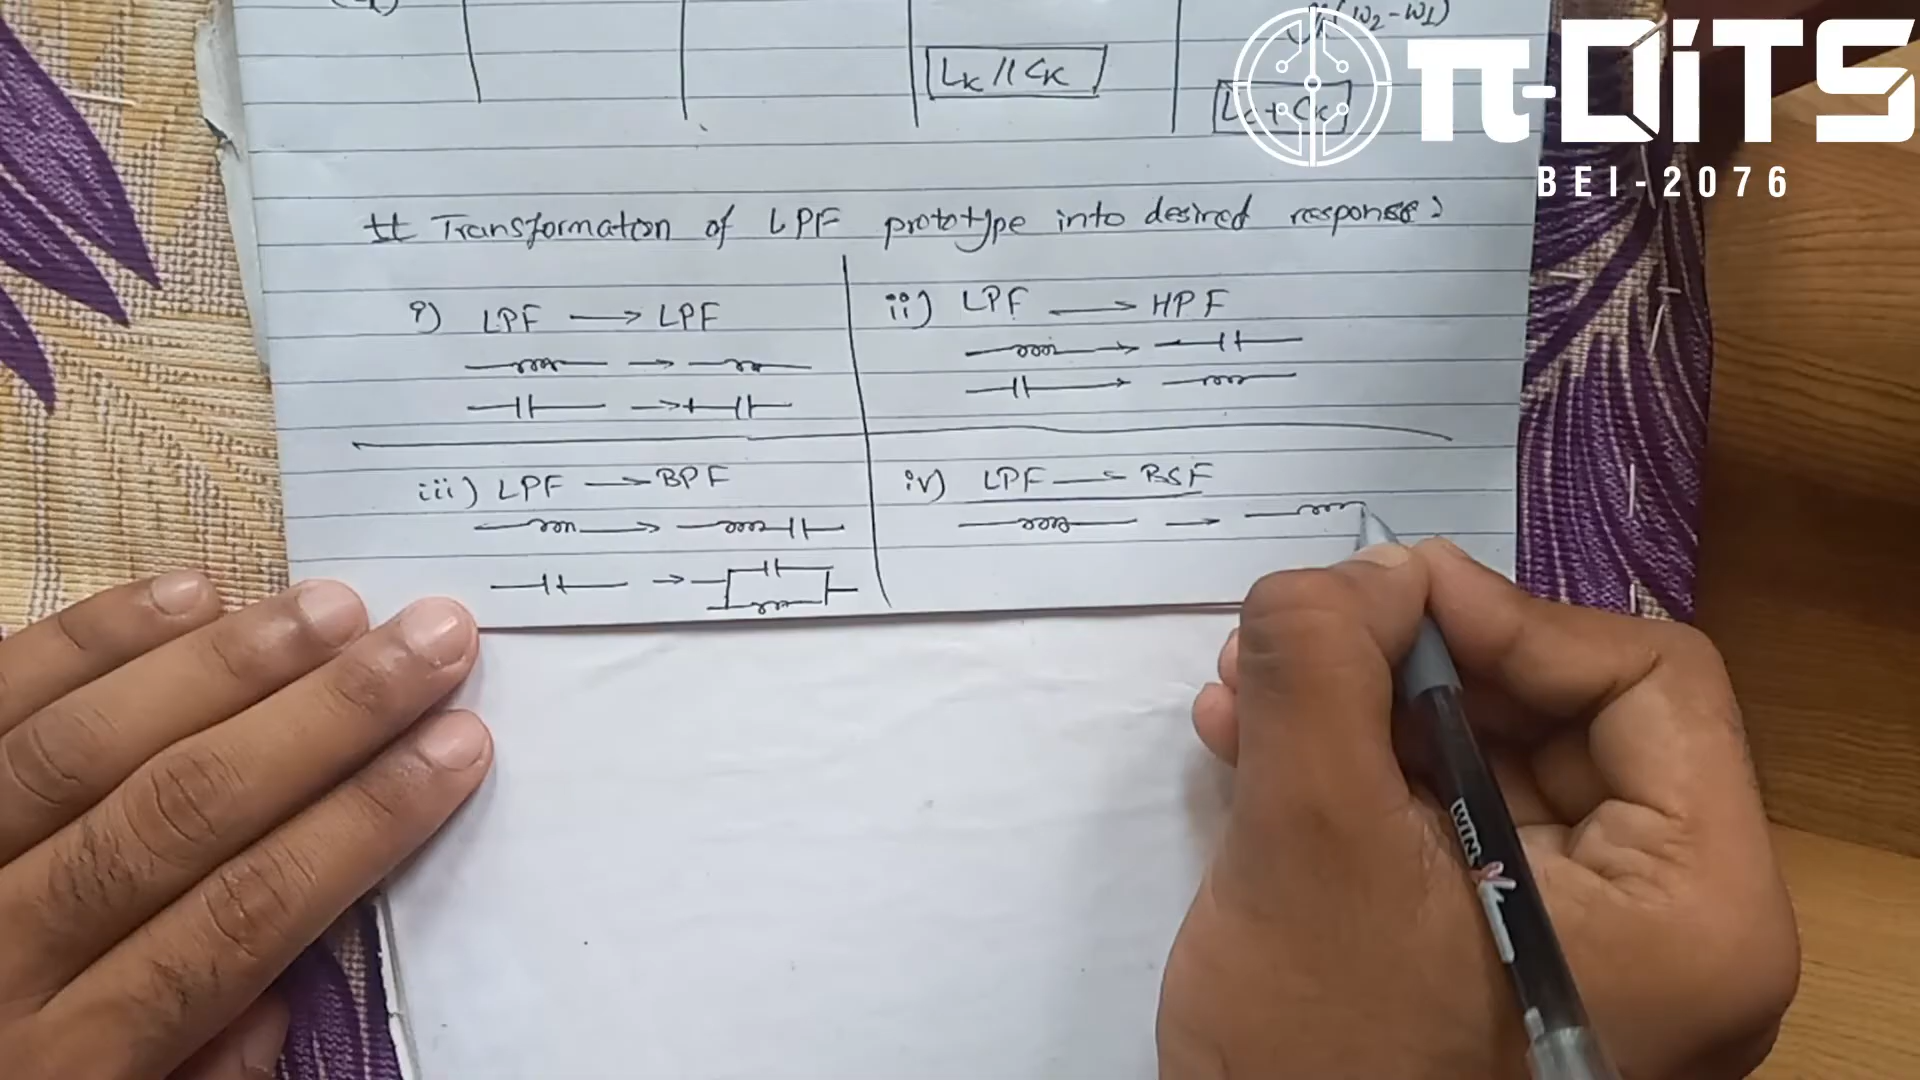 (ω2 - ω1)
LK // CK
π-DiTS
+ CK
BEI-2076
# Transformation of LPF prototype into desired response:
i) LPF → LPF
ii) LPF → HPF
iii) LPF → BPF
iv) LPF → BSF
WIN